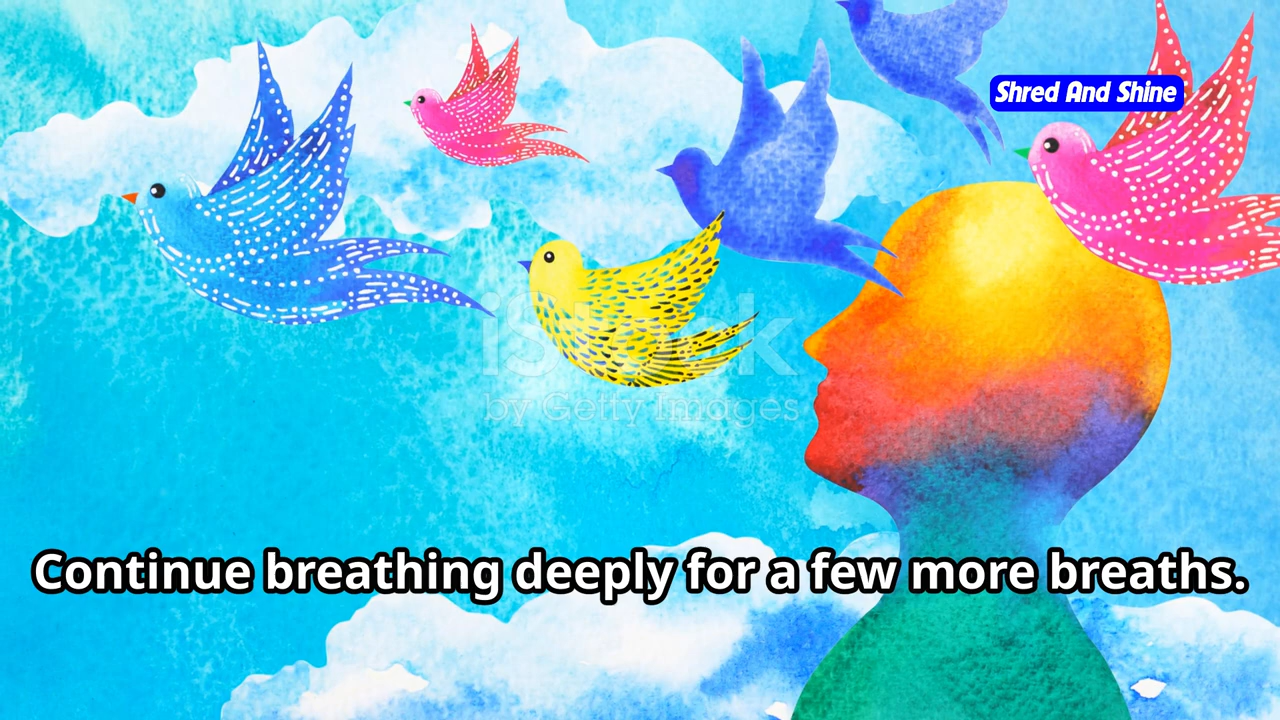 Shred And Shine
iStock
by Getty Images
Continue breathing deeply for a few more breaths.